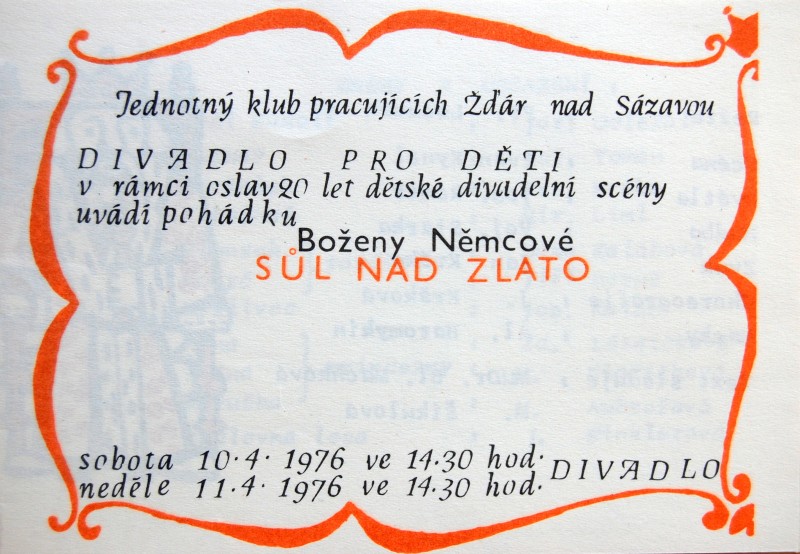 Jednotný klub pracujících Žďár nad Sázavou
DIVADLO PRO DĚTI
v rámci oslav 20 let dětské divadelní scény
uvádí pohádku
Boženy Němcové
SŮL NAD ZLATO
sobota 10·4· 1976 ve 14.30 hod.
neděle 11·4· 1976 ve 14.30 hod.
DIVADLO